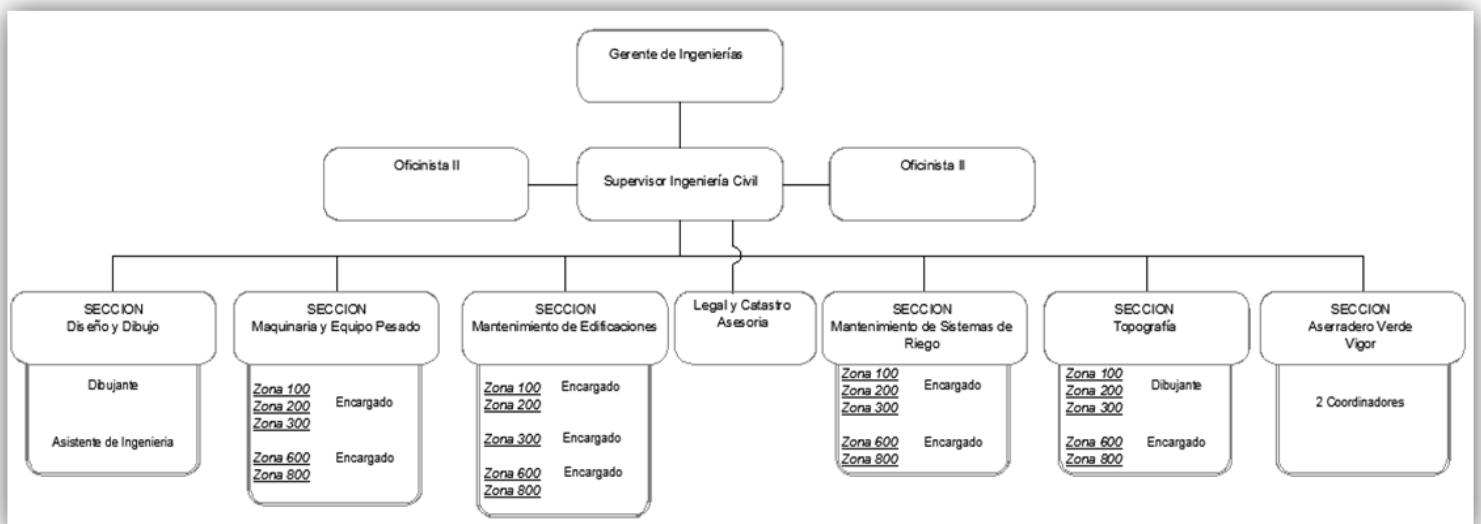 Gerente de Ingenierías
Oficinista II
Supervisor Ingeniería Civil
Oficinista II
SECCION
Diseño y Dibujo
Dibujante
Asistente de Ingenieria
SECCION
Maquinaria y Equipo Pesado
Zona 100
Zona 200 Encargado
Zona 300
Zona 600 Encargado
Zona 800
SECCION
Mantenimiento de Edificaciones
Zona 100 Encargado
Zona 200
Zona 300 Encargado
Zona 600 Encargado
Zona 800
Legal y Catastro
Asesoria
SECCION
Mantenimiento de Sistemas de
Riego
Zona 100
Zona 200 Encargado
Zona 300
Zona 600 Encargado
Zona 800
SECCION
Topografía
Zona 100
Zona 200 Dibujante
Zona 300
Zona 600 Encargado
Zona 800
SECCION
Aserradero Verde
Vigor
2 Coordinadores